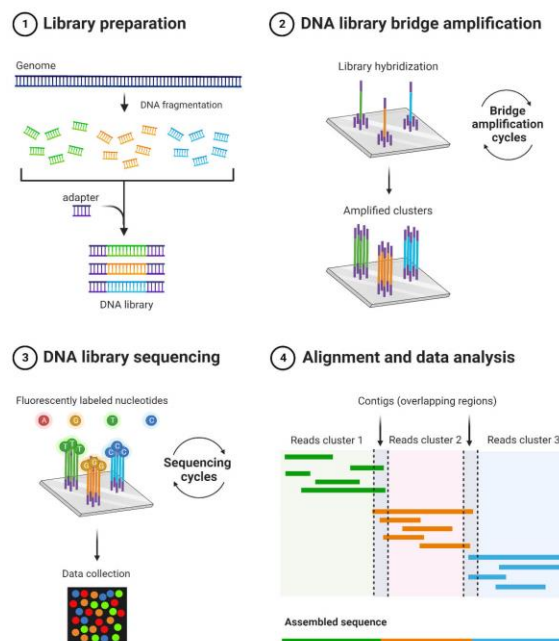 1 Library preparation
Genome
DNA fragmentation
adapter
DNA library
2 DNA library bridge amplification
Library hybridization
Bridge
amplification
cycles
Amplified clusters
3 DNA library sequencing
Fluorescently labeled nucleotides
A G T C
T T T
G G G
C C C
Sequencing
cycles
Data collection
4 Alignment and data analysis
Contigs (overlapping regions)
Reads cluster 1 Reads cluster 2 Reads cluster 3
Assembled sequence